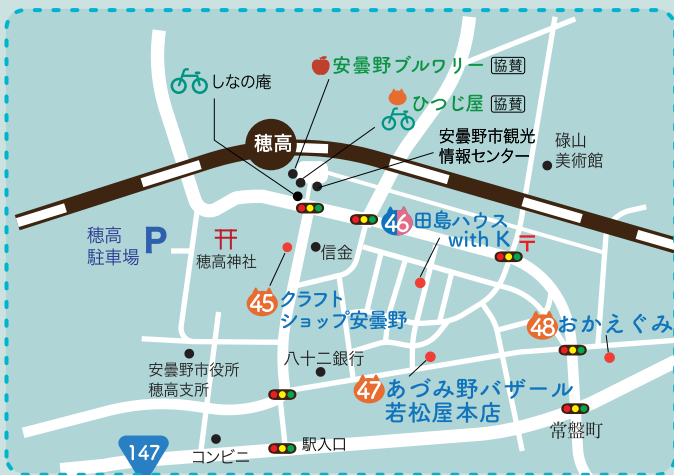 しなの庵
安曇野ブルワリー 協賛
ひつじ屋 協賛
穂高
安曇野市観光
情報センター
碌山
美術館
穂高
駐車場
P
穂高神社
信金
46 田島ハウス
with K
45 クラフト
ショップ安曇野
48 おかえぐみ
安曇野市役所
穂高支所
八十二銀行
47 あづみ野バザール
若松屋本店
常盤町
147
コンビニ
駅入口